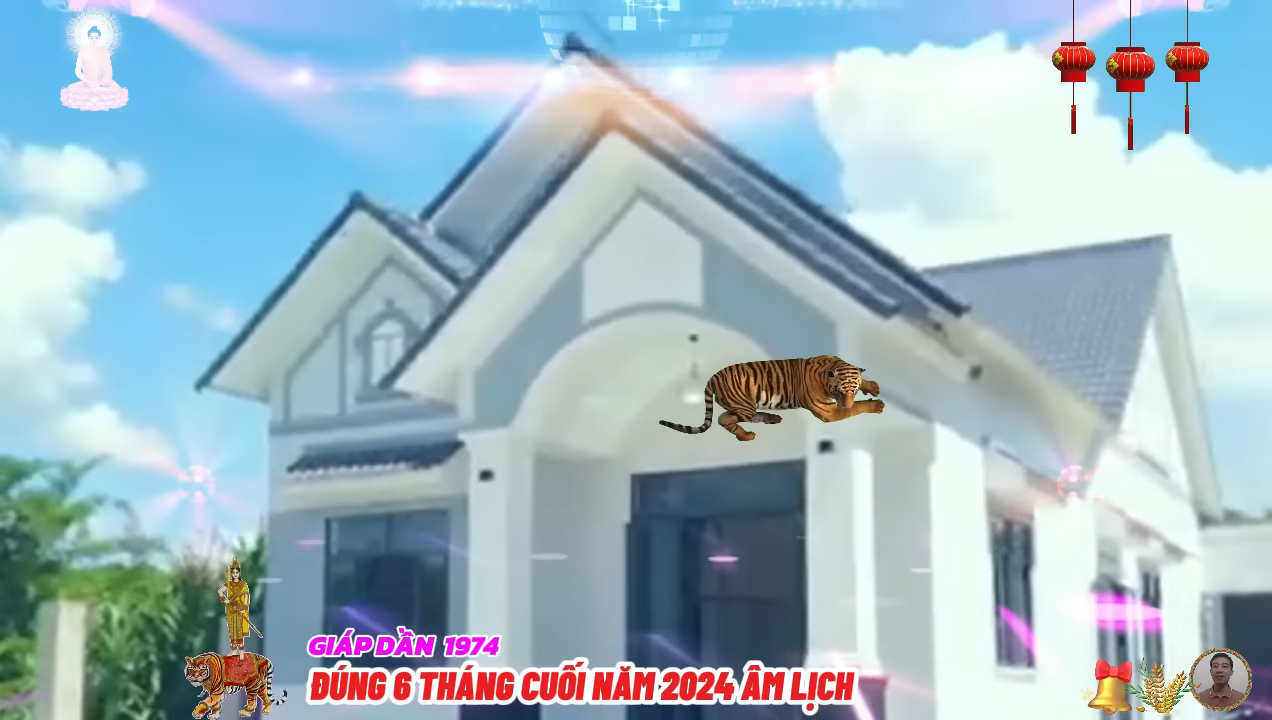 GIÁP DẦN 1974
ĐÚNG 6 THÁNG CUỐI NĂM 2024 ÂM LỊCH